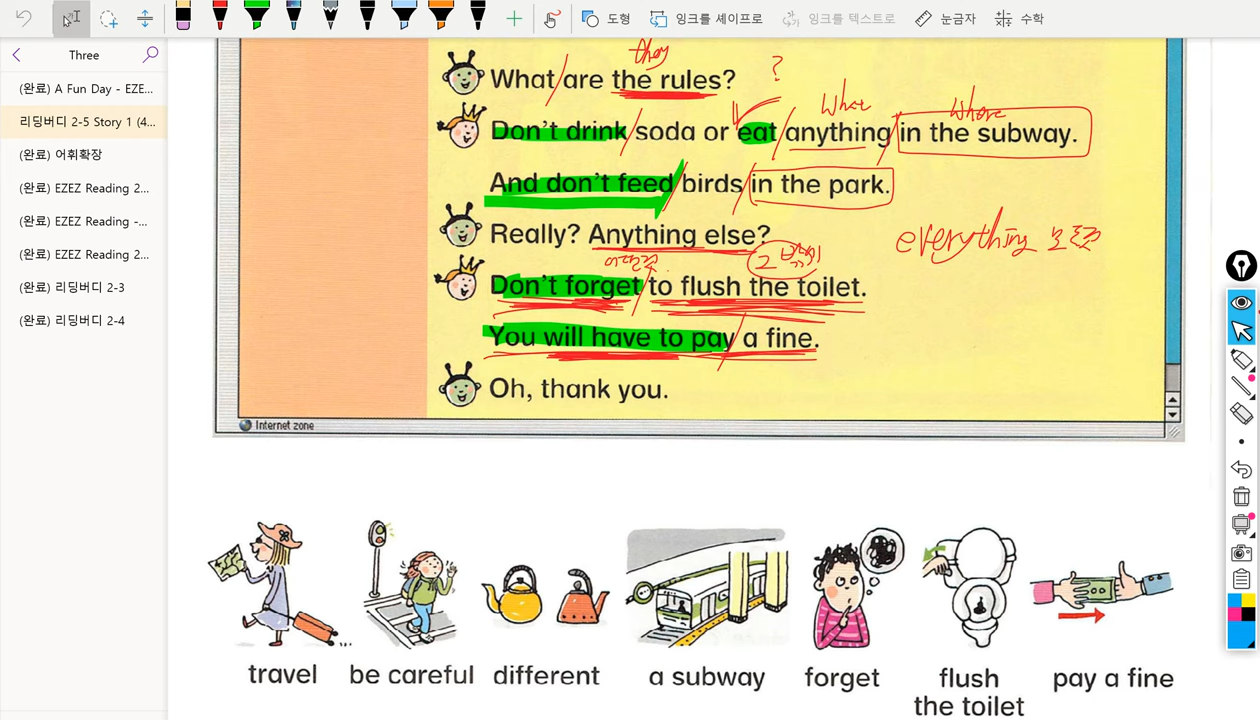 도형
잉크를 셰이프로
잉크를 텍스트로
눈금자
수학
Three
(완료) A Fun Day - EZE...
리딩버디 2-5 Story 1 (4...
(완료) 어휘확장
(완료) EZEZ Reading 2...
(완료) EZEZ Reading -...
(완료) EZEZ Reading 2...
(완료) 리딩버디 2-3
(완료) 리딩버디 2-4
they
What are the rules?
?
What
where
Don't drink soda or eat anything in the subway.
And don't feed birds in the park.
Really? Anything else?
everything 모든
그 밖에
Don't forget to flush the toilet.
You will have to pay a fine.
Oh, thank you.
Internet zone
travel
be careful
different
a subway
forget
flush
the toilet
pay a fine